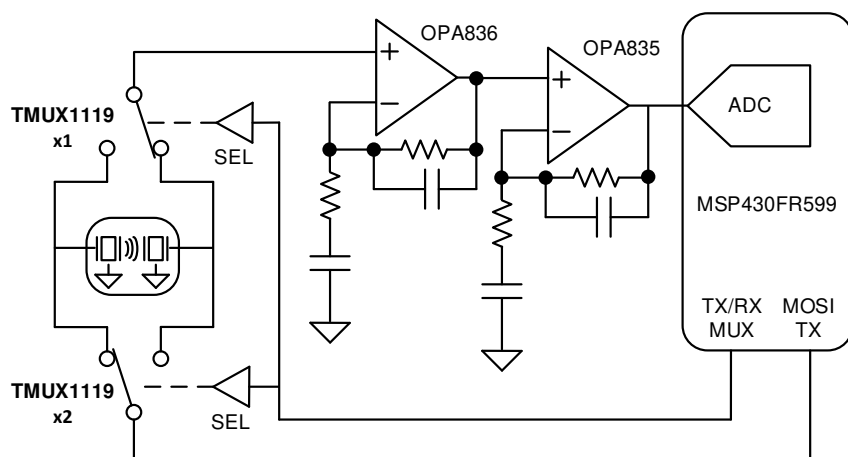 OPA836
OPA835
+
−
+
−
ADC
TMUX1119
x1
SEL
MSP430FR599
TX/RX
MUX
MOSI
TX
TMUX1119
x2
SEL